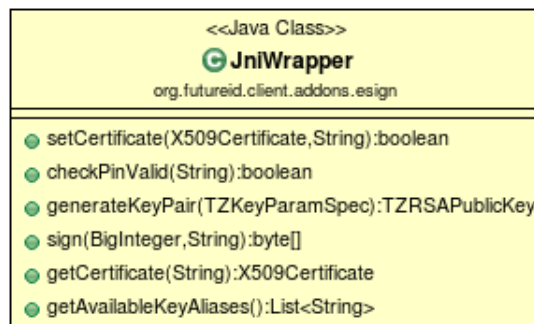 <<Java Class>>
C JniWrapper
org.futureid.client.addons.esign
setCertificate(X509Certificate,String):boolean
checkPinValid(String):boolean
generateKeyPair(TZKeyParamSpec):TZRSAPublicKey
sign(BigInteger,String):byte[]
getCertificate(String):X509Certificate
getAvailableKeyAliases():List<String>